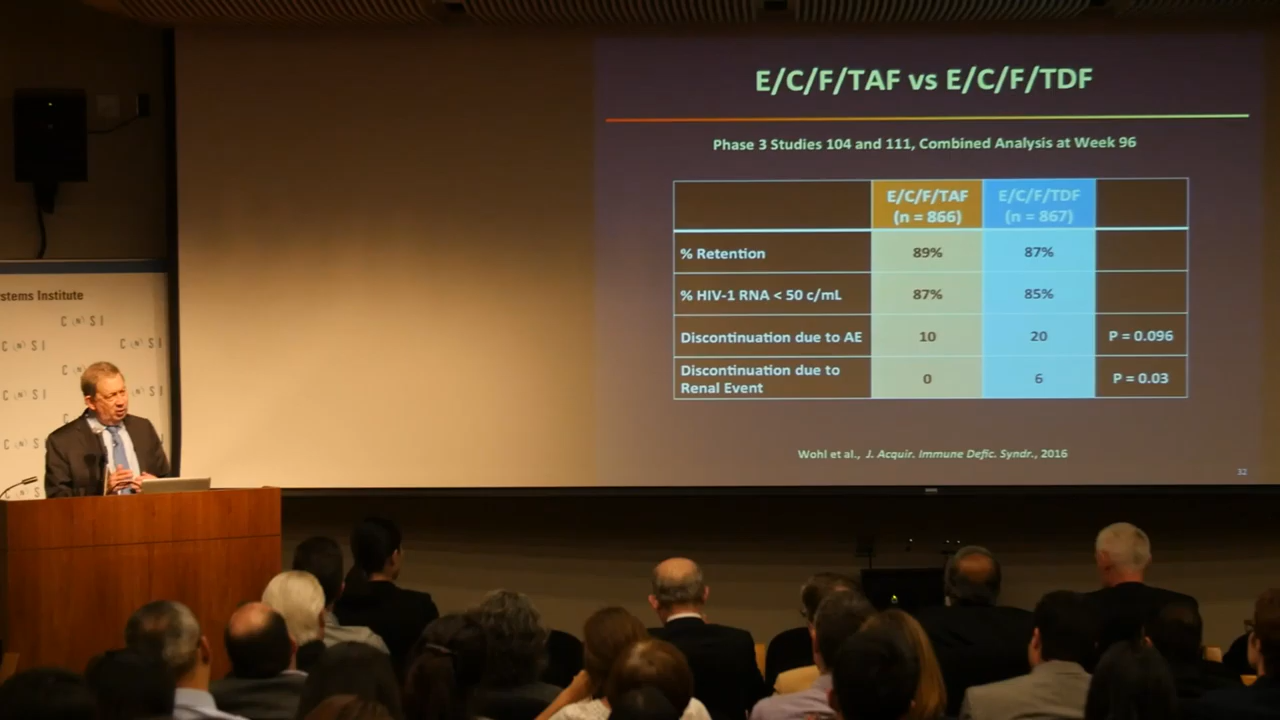 E/C/F/TAF vs E/C/F/TDF
Phase 3 Studies 104 and 111, Combined Analysis at Week 96
E/C/F/TAF E/C/F/TDF
(n = 866) (n = 867)
% Retention 89% 87%
% HIV-1 RNA < 50 c/mL 87% 85%
Discontinuation due to AE 10 20 P = 0.096
Discontinuation due to
Renal Event 0 6 P = 0.03
Wohl et al., J. Acquir. Immune Defic. Syndr., 2016
32
stems Institute
C N S I
C N S I
C N S I